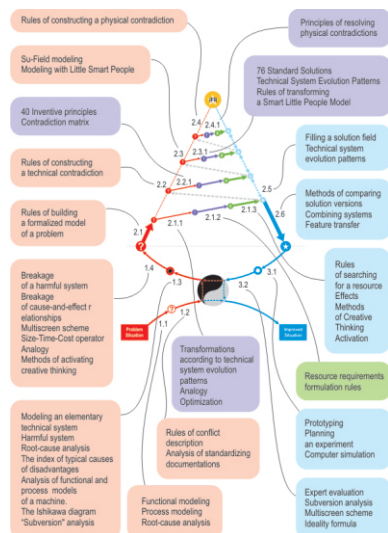 Rules of constructing a physical contradiction
Principles of resolving
physical contradictions
Su-Field modeling
Modeling with Little Smart People
76 Standard Solutions
Technical System Evolution Patterns
Rules of transforming
a Smart Little People Model
40 Inventive principles
Contradiction matrix
Filling a solution field
Technical system
evolution patterns
Rules of constructing
a technical contradiction
Methods of comparing
solution versions
Combining systems
Feature transfer
Rules of building
a formalized model
of a problem
2.4
2.4.1
2.3
2.3.1
2.2
2.2.1
2.5
2.1
2.1.1
2.1.2
2.1.3
2.6
?
1.4
1.3
1.2
1.1
?
3.1
3.2
Problem
Situation
Improved
Situation
Rules
of searching
for a resource
Effects
Methods
of Creative
Thinking
Activation
Breakage
of a harmful system
Breakage
of cause-and-effect r
elationships
Multiscreen scheme
Size-Time-Cost operator
Analogy
Methods of activating
creative thinking
Transformations
according to technical
system evolution
patterns
Analogy
Optimization
Resource requirements
formulation rules
Modeling an elementary
technical system
Harmful system
Root-cause analysis
The index of typical causes
of disadvantages
Analysis of functional and
process models
of a machine.
The Ishikawa diagram
"Subversion" analysis
Rules of conflict
description
Analysis of standardizing
documentations
Prototyping
Planning
an experiment
Computer simulation
Functional modeling
Process modeling
Root-cause analysis
Expert evaluation
Subversion analysis
Multiscreen scheme
Ideality formula